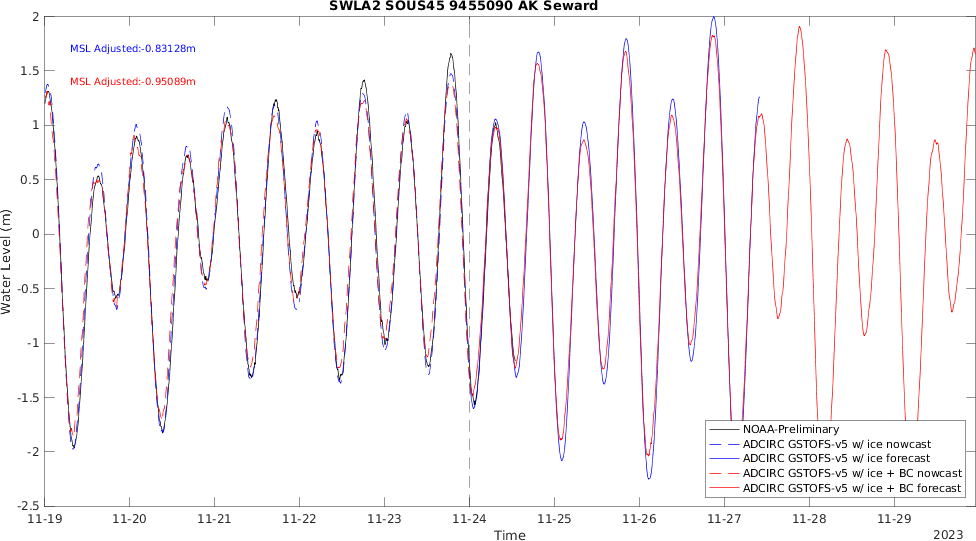 SWLA2 SOUS45 9455090 AK Seward
MSL Adjusted:-0.83128m
MSL Adjusted:-0.95089m
Water Level (m)
2
1.5
1
0.5
0
-0.5
-1
-1.5
-2
-2.5
NOAA-Preliminary
ADCIRC GSTOFS-v5 w/ ice nowcast
ADCIRC GSTOFS-v5 w/ ice forecast
ADCIRC GSTOFS-v5 w/ ice + BC nowcast
ADCIRC GSTOFS-v5 w/ ice + BC forecast
11-19 11-20 11-21 11-22 11-23 11-24 11-25 11-26 11-27 11-28 11-29
Time
2023